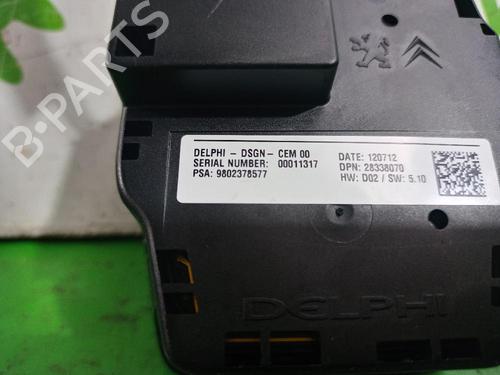 B-PARTS
DELPHI - DSGN- CEM 00
SERIAL NUMBER: 00011317
PSA: 9802378577
DATE: 120712
DPN: 28338070
HW: D02 / SW: 5.10
DELPHI